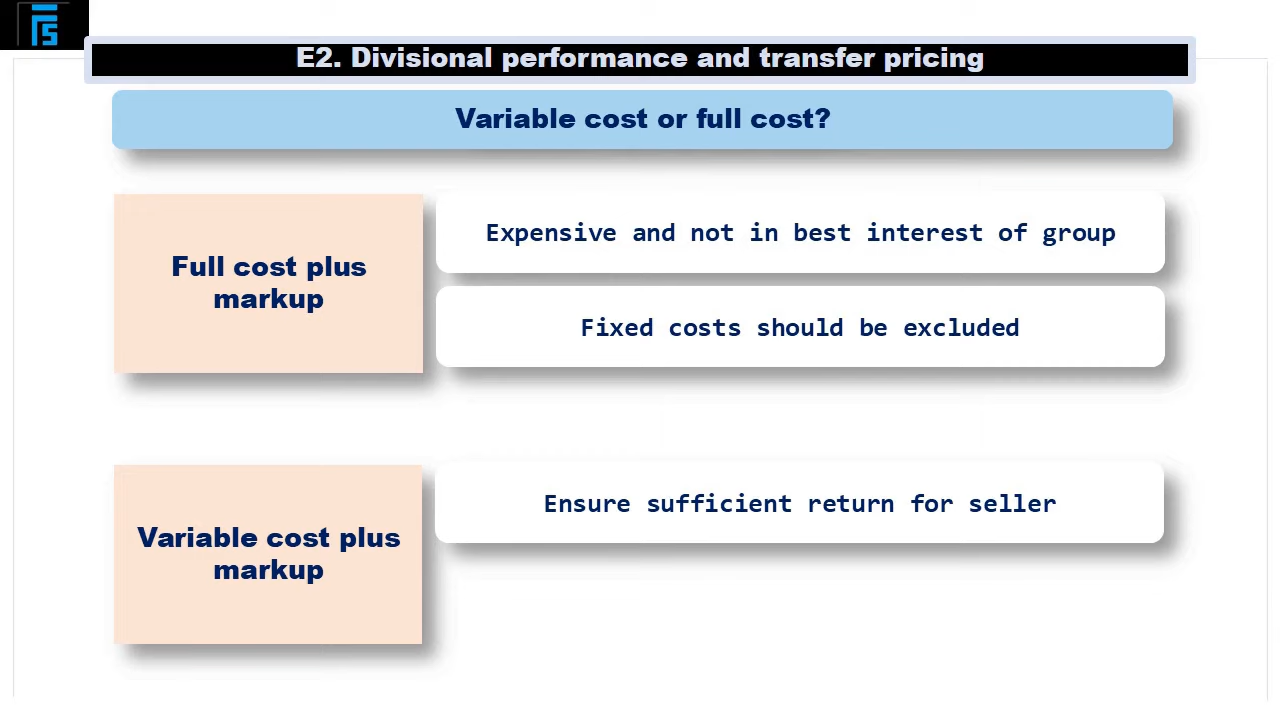 E2. Divisional performance and transfer pricing
Variable cost or full cost?
Full cost plus
markup
Expensive and not in best interest of group
Fixed costs should be excluded
Variable cost plus
markup
Ensure sufficient return for seller